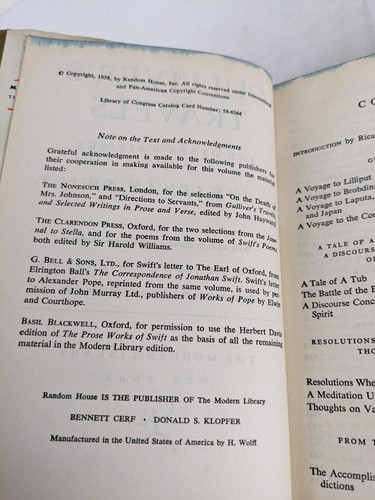 © Copyright, 1958, by Random House, Inc. All rights reserved under International
and Pan-American Copyright Conventions.
Library of Congress Catalog Card Number: 58-6364
Note on the Text and Acknowledgments
Grateful acknowledgment is made to the following publishers for
their cooperation in making available for this volume the material
listed:
THE NONESUCH PRESS, London, for the selections "On the Death of
Mrs. Johnson," and "Directions to Servants," from Gulliver's Travels
and Selected Writings in Prose and Verse, edited by John Hayward.
THE CLARENDON PRESS, Oxford, for the two selections from the Jour-
nal to Stella, and for the poems from the volume of Swift's Poems
both edited by Sir Harold Williams.
G. BELL & SONS, LTD., for Swift's letter to The Earl of Oxford, from
Elrington Ball's The Correspondence of Jonathan Swift. Swift's letter
to Alexander Pope, reprinted from the same volume, is used by per-
mission of John Murray Ltd., publishers of Works of Pope by Elwin
and Courthope.
BASIL BLACKWELL, Oxford, for permission to use the Herbert Davis
edition of The Prose Works of Swift as the basis of all the remaining
material in the Modern Library edition.
Random House IS THE PUBLISHER OF The Modern Library
BENNETT CERF · DONALD S. KLOPFER
Manufactured in the United States of America by H. Wolff
CO
INTRODUCTION by Rica
GU
A Voyage to Lilliput
A Voyage to Brobding
A Voyage to Laputa,
and Japan
A Voyage to the Cou
A TALE OF A
A DISCOURS
OF
A Tale of A Tub
The Battle of the B
A Discourse Conc
Spirit
RESOLUTIONS
THO
Resolutions Whe
A Meditation U
Thoughts on Va
FROM T
The Accomplis
dictions